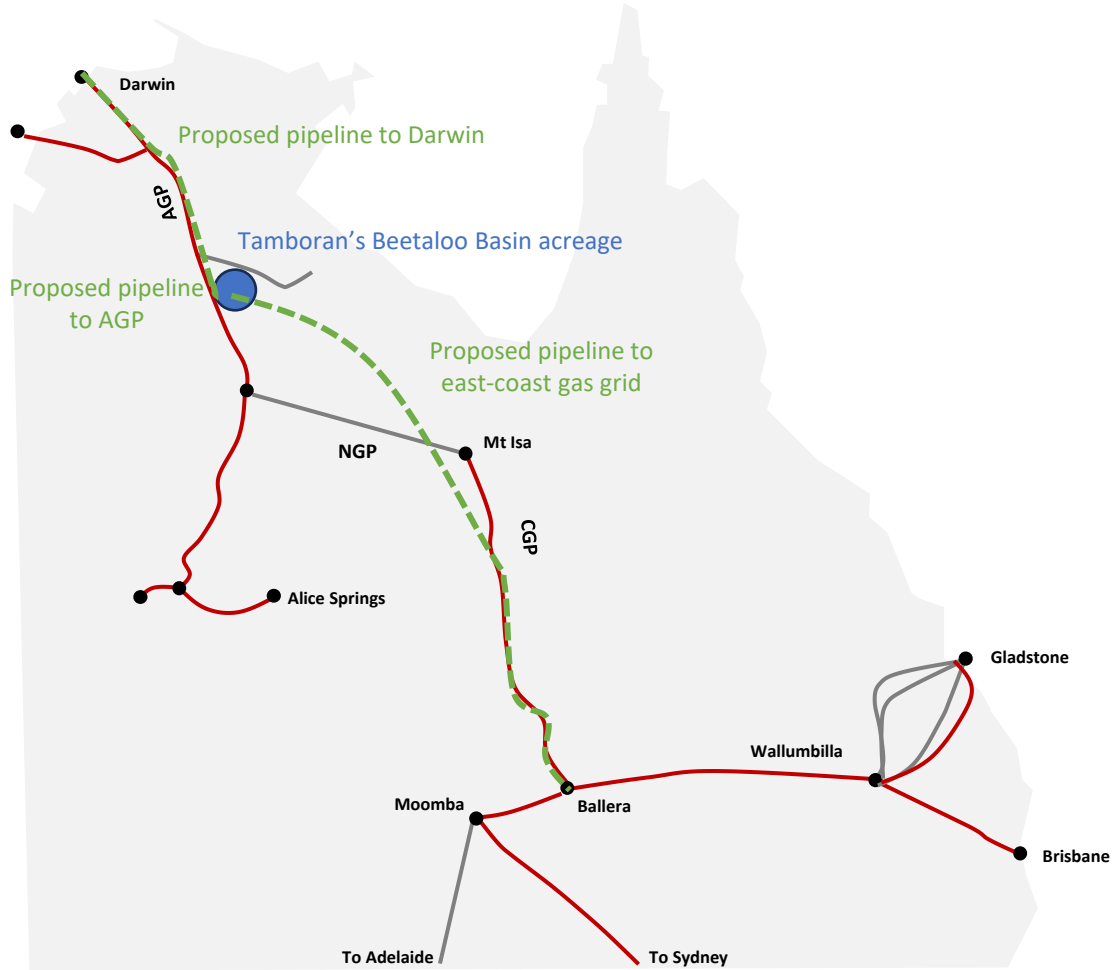 Darwin
Proposed pipeline to Darwin
AGP
Tamboran's Beetaloo Basin acreage
Proposed pipeline
to AGP
Proposed pipeline to
east-coast gas grid
Mt Isa
NGP
CGP
Alice Springs
Gladstone
Wallumbilla
Moomba
Ballera
Brisbane
To Adelaide
To Sydney